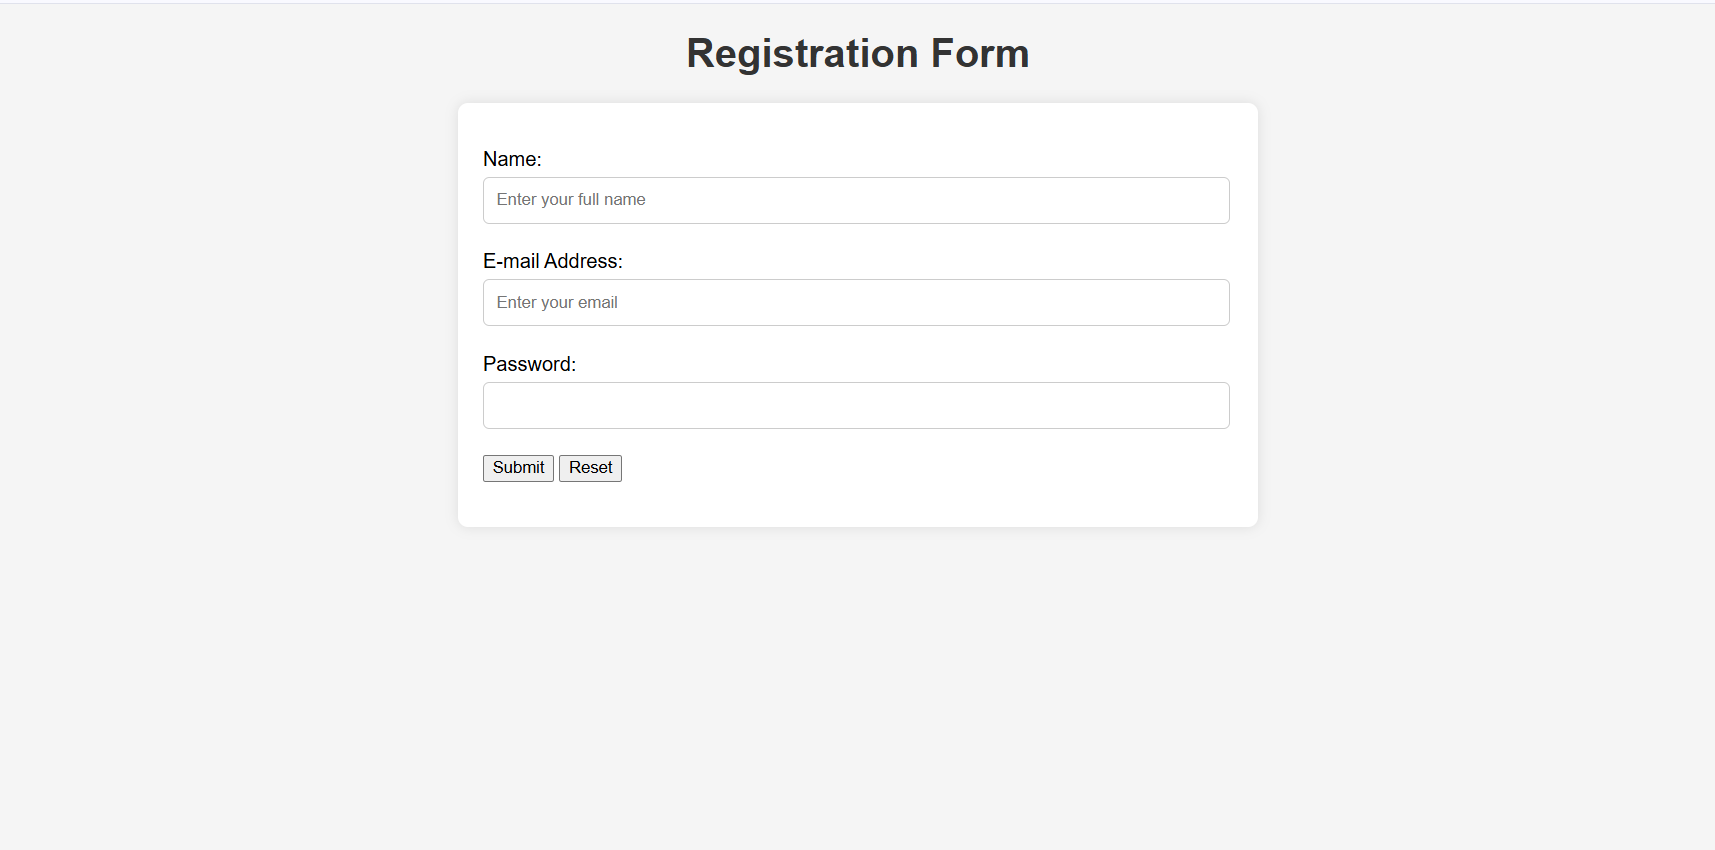 Registration Form
Name:
Enter your full name
E-mail Address:
Enter your email
Password:
Submit Reset